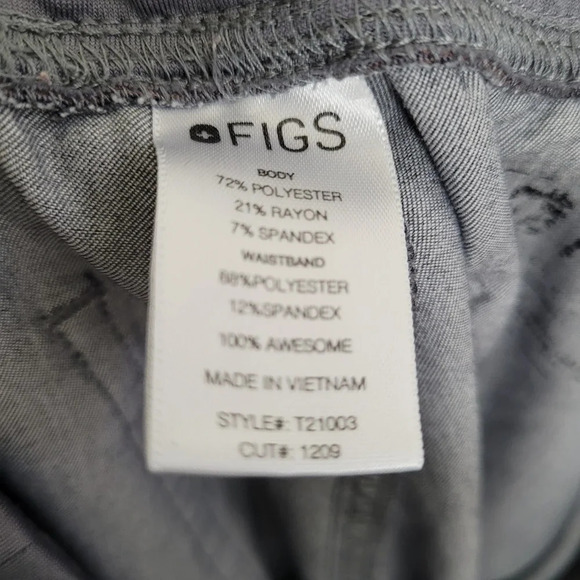 FIGS
BODY
72% POLYESTER
21% RAYON
7% SPANDEX
WAISTBAND
88%POLYESTER
12%SPANDEX
100% AWESOME
MADE IN VIETNAM
STYLE#: T21003
CUT#: 1209